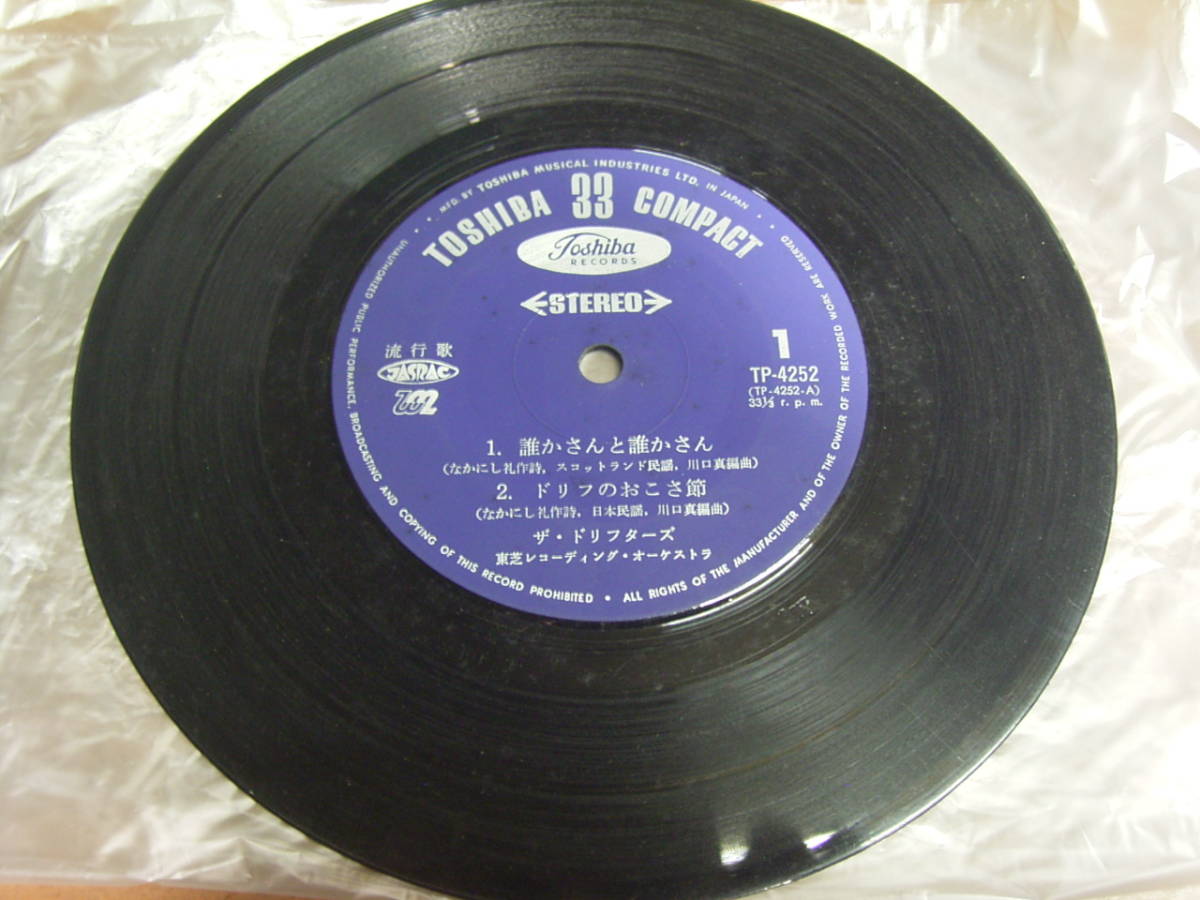 MFG. BY TOSHIBA MUSICAL INDUSTRIES LTD. IN JAPAN
TOSHIBA 33 COMPACT
Toshiba
RECORDS
STEREO
流行歌
JASRAC
1
TP-4252
(TP-4252-A)
33⅓ r. p. m.
1. 誰かさんと誰かさん
(なかにし礼作詩, スコットランド民謡, 川口真編曲)
2. ドリフのおこさ節
(なかにし礼作詩, 日本民謡, 川口真編曲)
ザ・ドリフターズ
東芝レコーディング・オーケストラ
UNAUTHORIZED PUBLIC PERFORMANCE, BROADCASTING AND COPYING OF THIS RECORD PROHIBITED • ALL RIGHTS OF THE MANUFACTURER AND OF THE OWNER OF THE RECORDED WORK ARE RESERVED